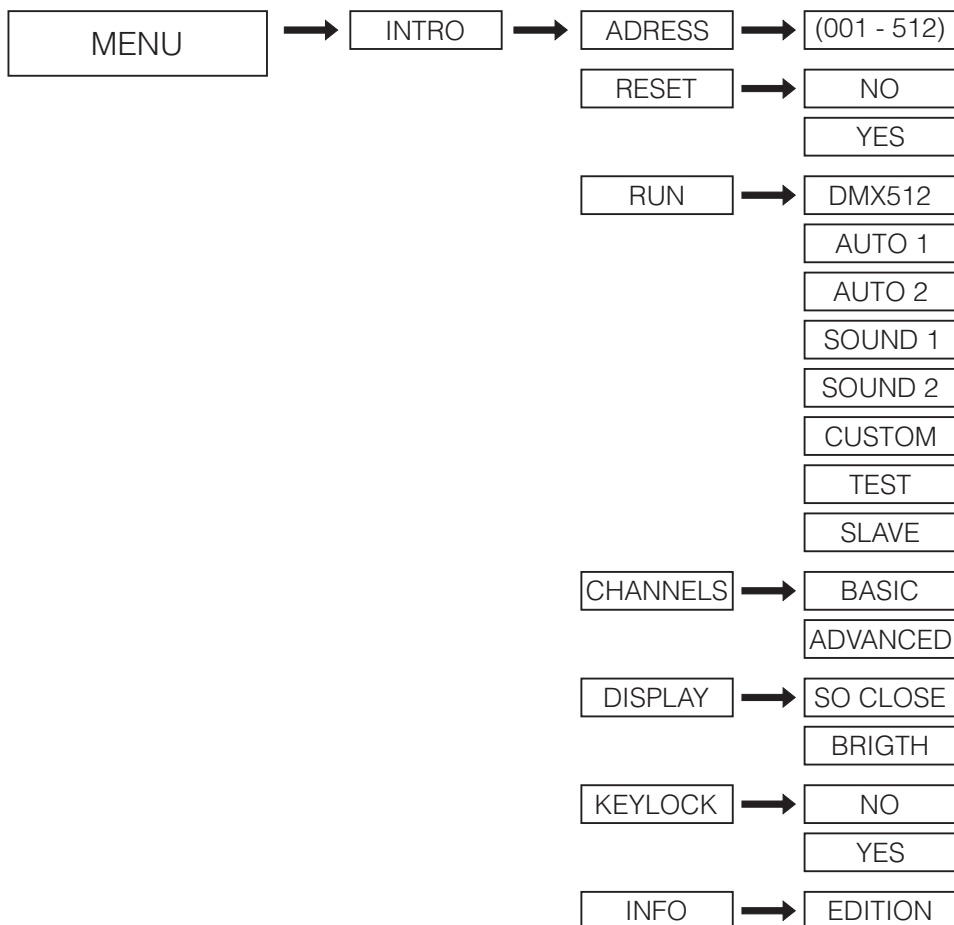 MENU
INTRO
ADRESS
(001 - 512)
RESET
NO
YES
RUN
DMX512
AUTO 1
AUTO 2
SOUND 1
SOUND 2
CUSTOM
TEST
SLAVE
CHANNELS
BASIC
ADVANCED
DISPLAY
SO CLOSE
BRIGTH
KEYLOCK
NO
YES
INFO
EDITION